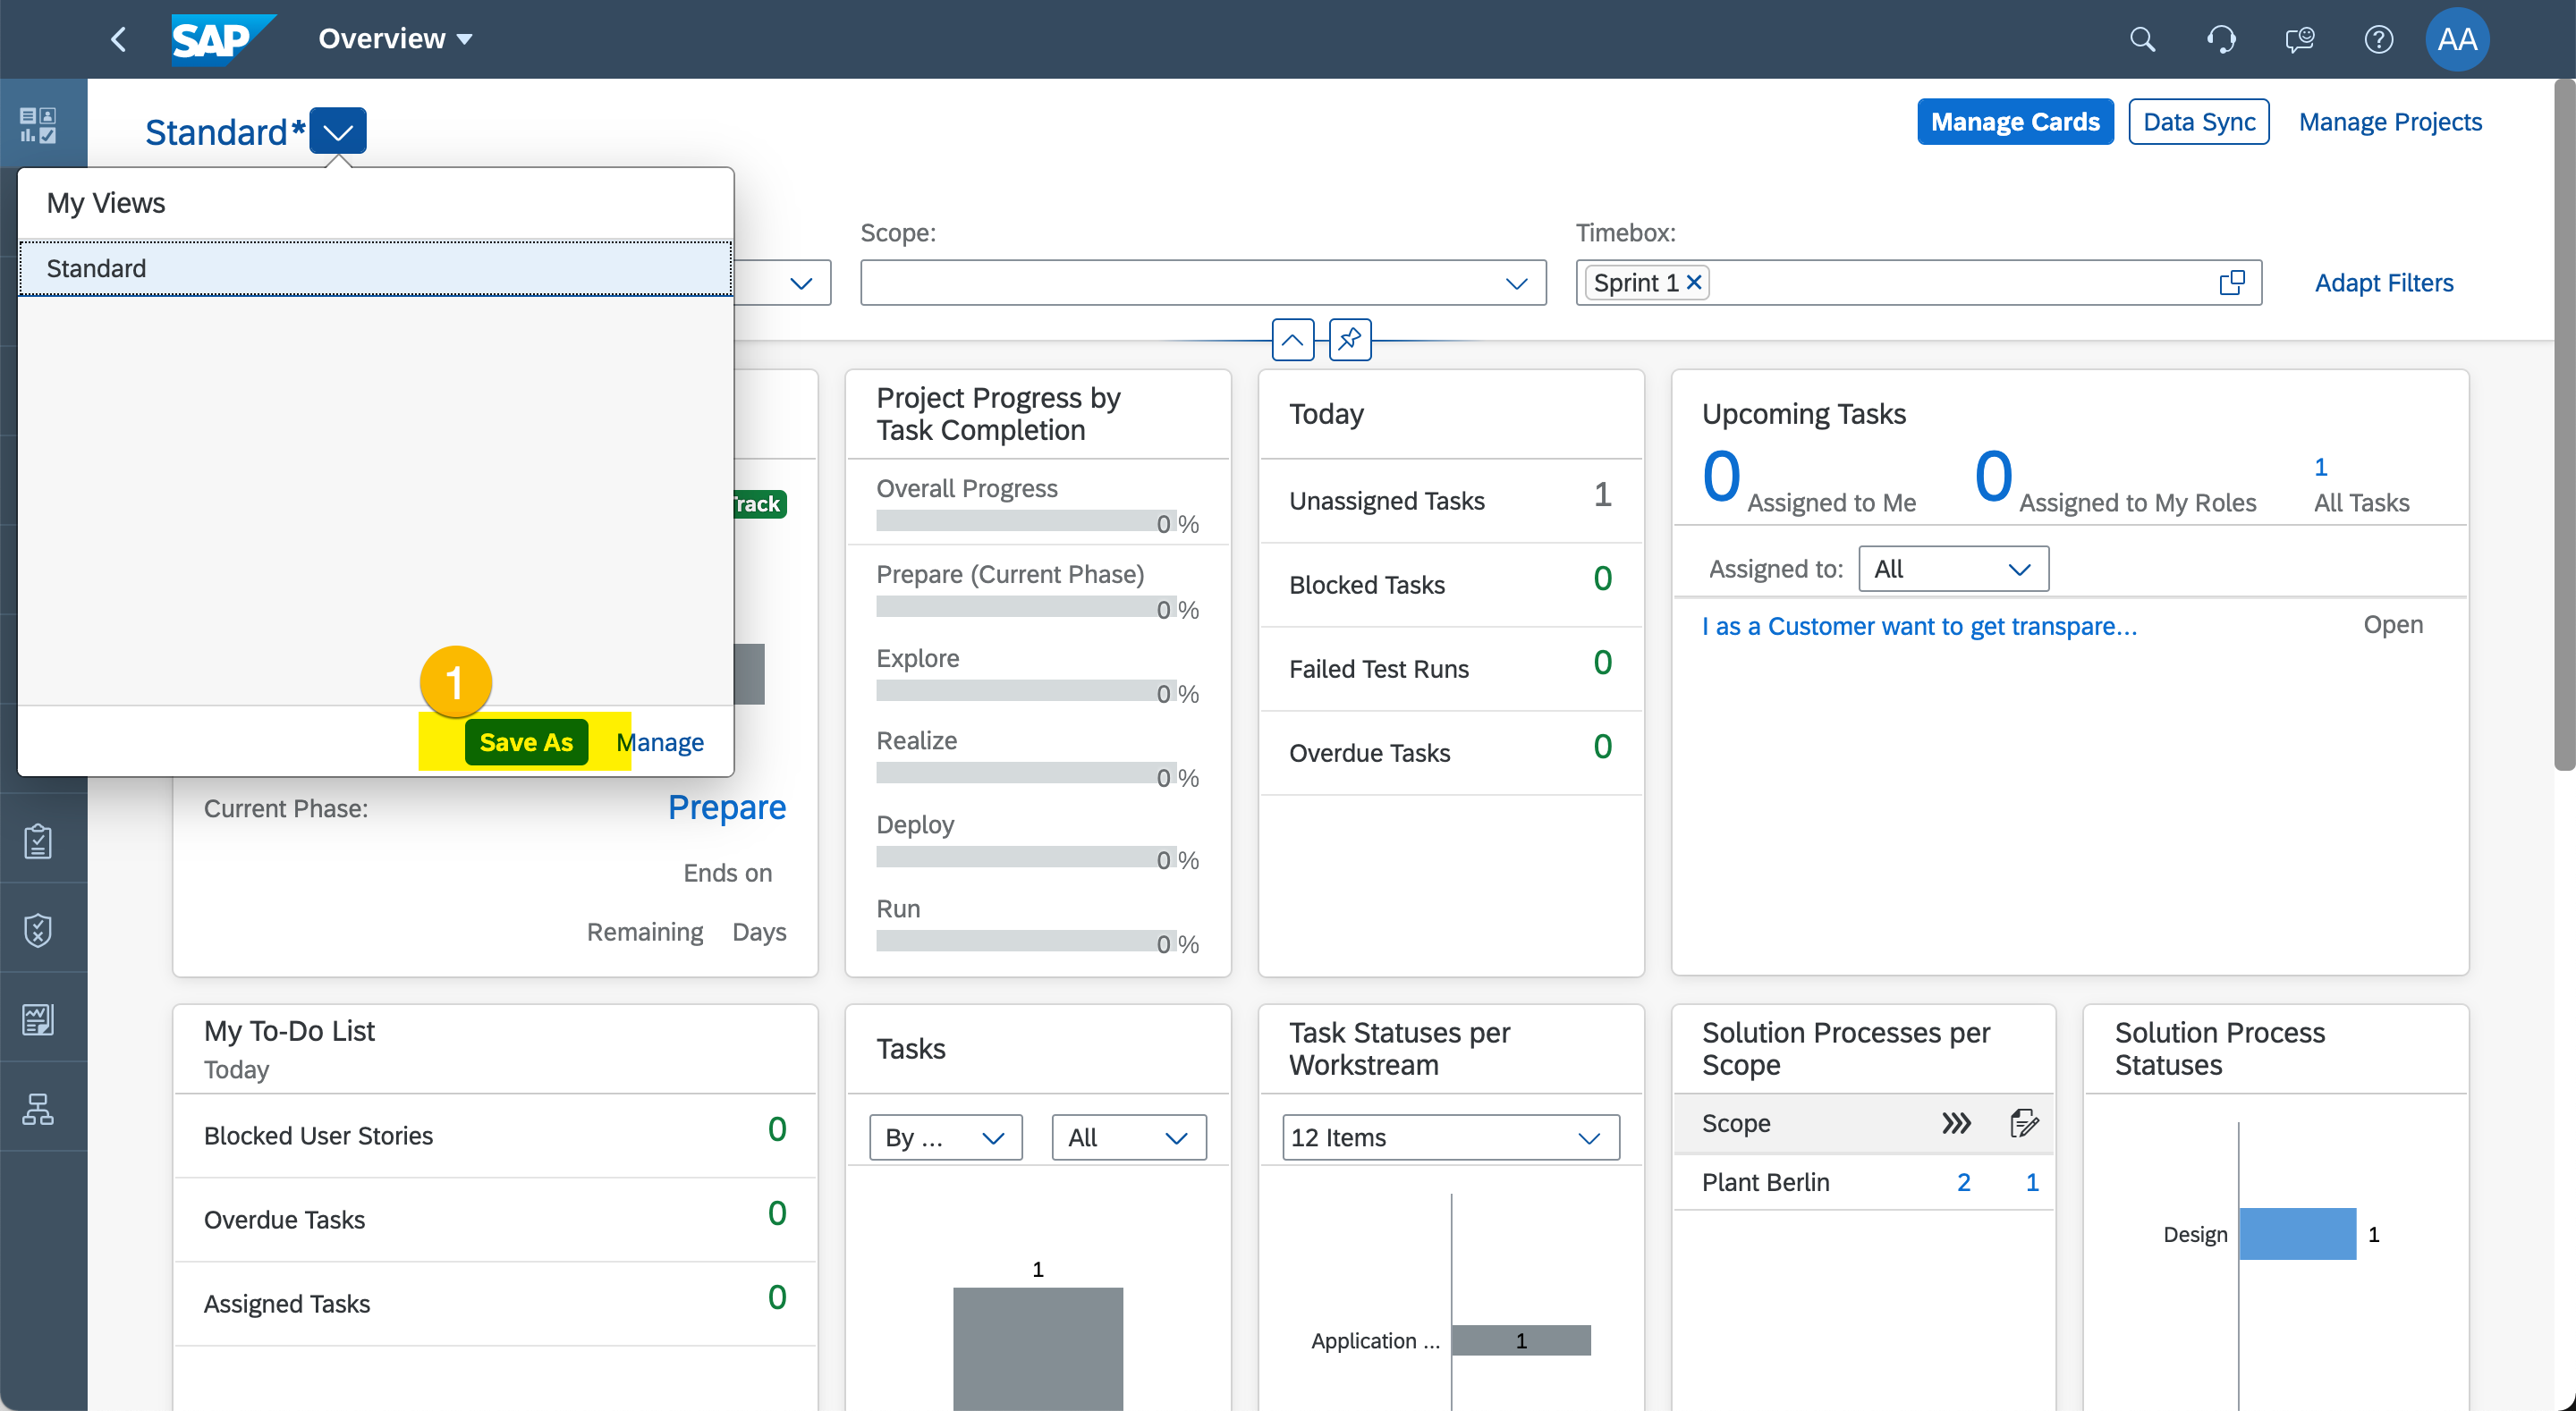 SAP
Overview
AA
Standard*
Manage Cards
Data Sync
Manage Projects
My Views
Standard
Scope:
Timebox:
Sprint 1
Adapt Filters
Track
1
Save As
Manage
Current Phase:
Prepare
Ends on
Remaining Days
Project Progress by
Task Completion
Overall Progress
0 %
Prepare (Current Phase)
0 %
Explore
0 %
Realize
0 %
Deploy
0 %
Run
0 %
Today
Unassigned Tasks 1
Blocked Tasks 0
Failed Test Runs 0
Overdue Tasks 0
Upcoming Tasks
0 Assigned to Me
0 Assigned to My Roles
1
All Tasks
Assigned to: All
I as a Customer want to get transpare... Open
My To-Do List
Today
Blocked User Stories 0
Overdue Tasks 0
Assigned Tasks 0
Tasks
By ...
All
1
Task Statuses per
Workstream
12 Items
Application ... 1
Solution Processes per
Scope
Scope
Plant Berlin 2 1
Solution Process
Statuses
Design 1